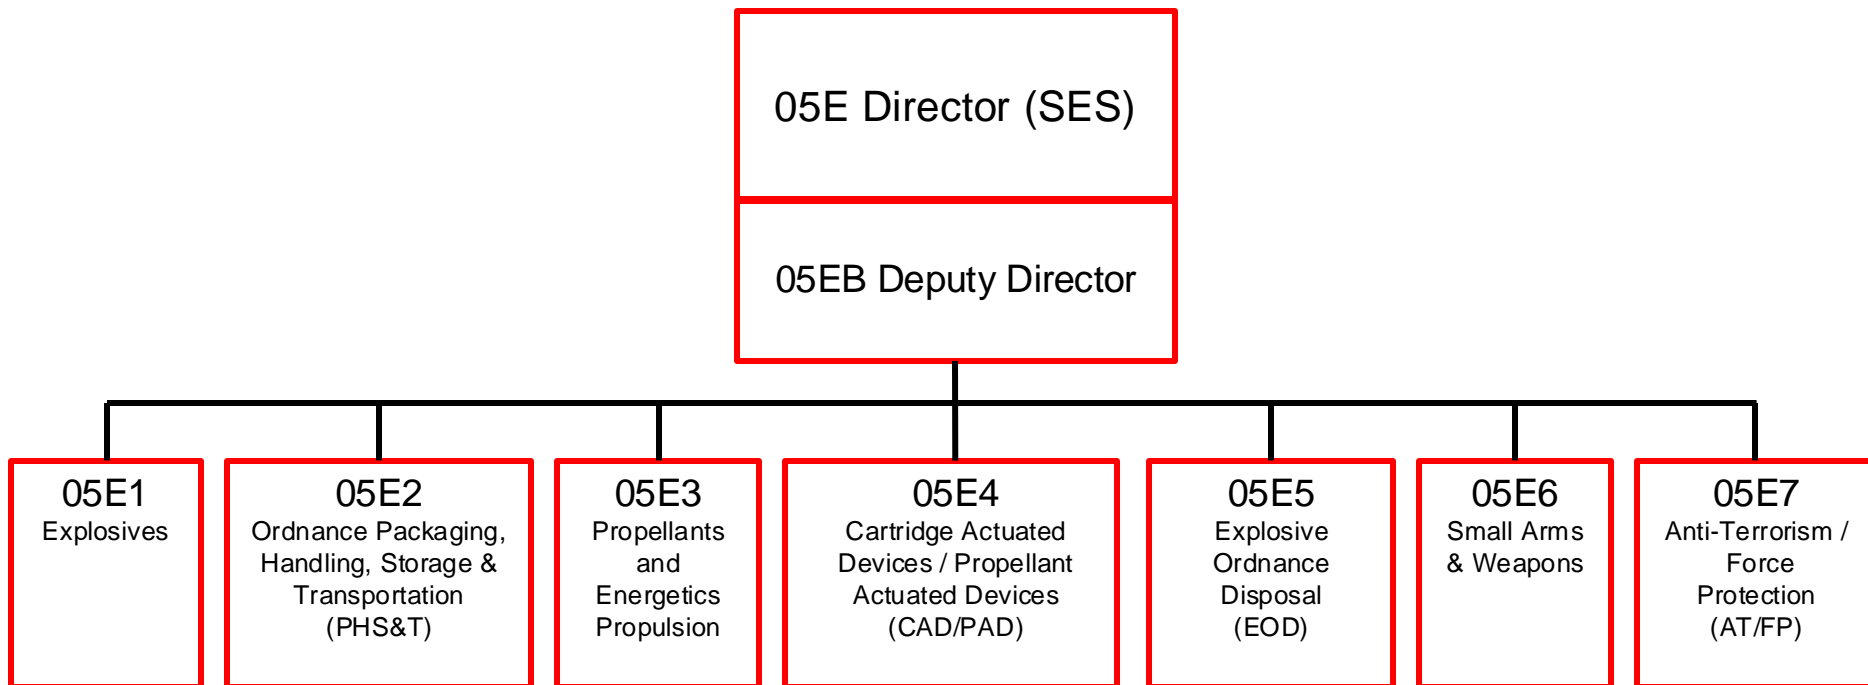 05E Director (SES)
05EB Deputy Director
05E1
Explosives
05E2
Ordnance Packaging,
Handling, Storage &
Transportation
(PHS&T)
05E3
Propellants
and
Energetics
Propulsion
05E4
Cartridge Actuated
Devices / Propellant
Actuated Devices
(CAD/PAD)
05E5
Explosive
Ordnance
Disposal
(EOD)
05E6
Small Arms
& Weapons
05E7
Anti-Terrorism /
Force
Protection
(AT/FP)